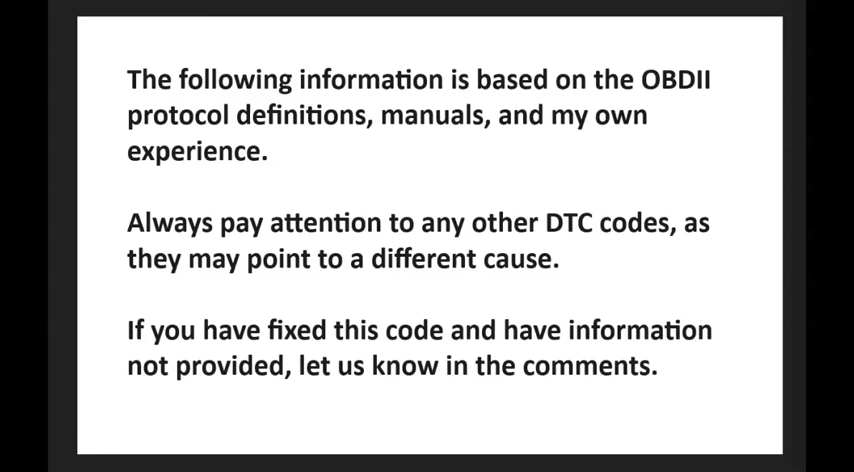 The following information is based on the OBDII
protocol definitions, manuals, and my own
experience.
Always pay attention to any other DTC codes, as
they may point to a different cause.
If you have fixed this code and have information
not provided, let us know in the comments.